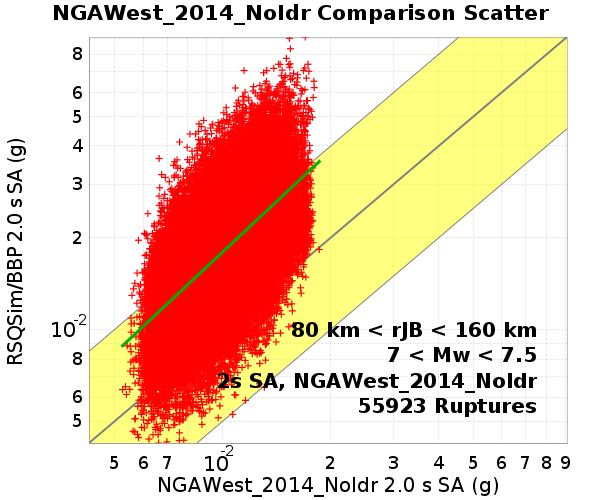 NGAWest_2014_NoIdr Comparison Scatter
RSQSim/BBP 2.0 s SA (g)
8
6
5
4
3
2
10-2
8
6
5
80 km < rJB < 160 km
7 < Mw < 7.5
2s SA, NGAWest_2014_NoIdr
55923 Ruptures
5 6 7 10-2 2 3 4 5 6 7 8 9
NGAWest_2014_NoIdr 2.0 s SA (g)